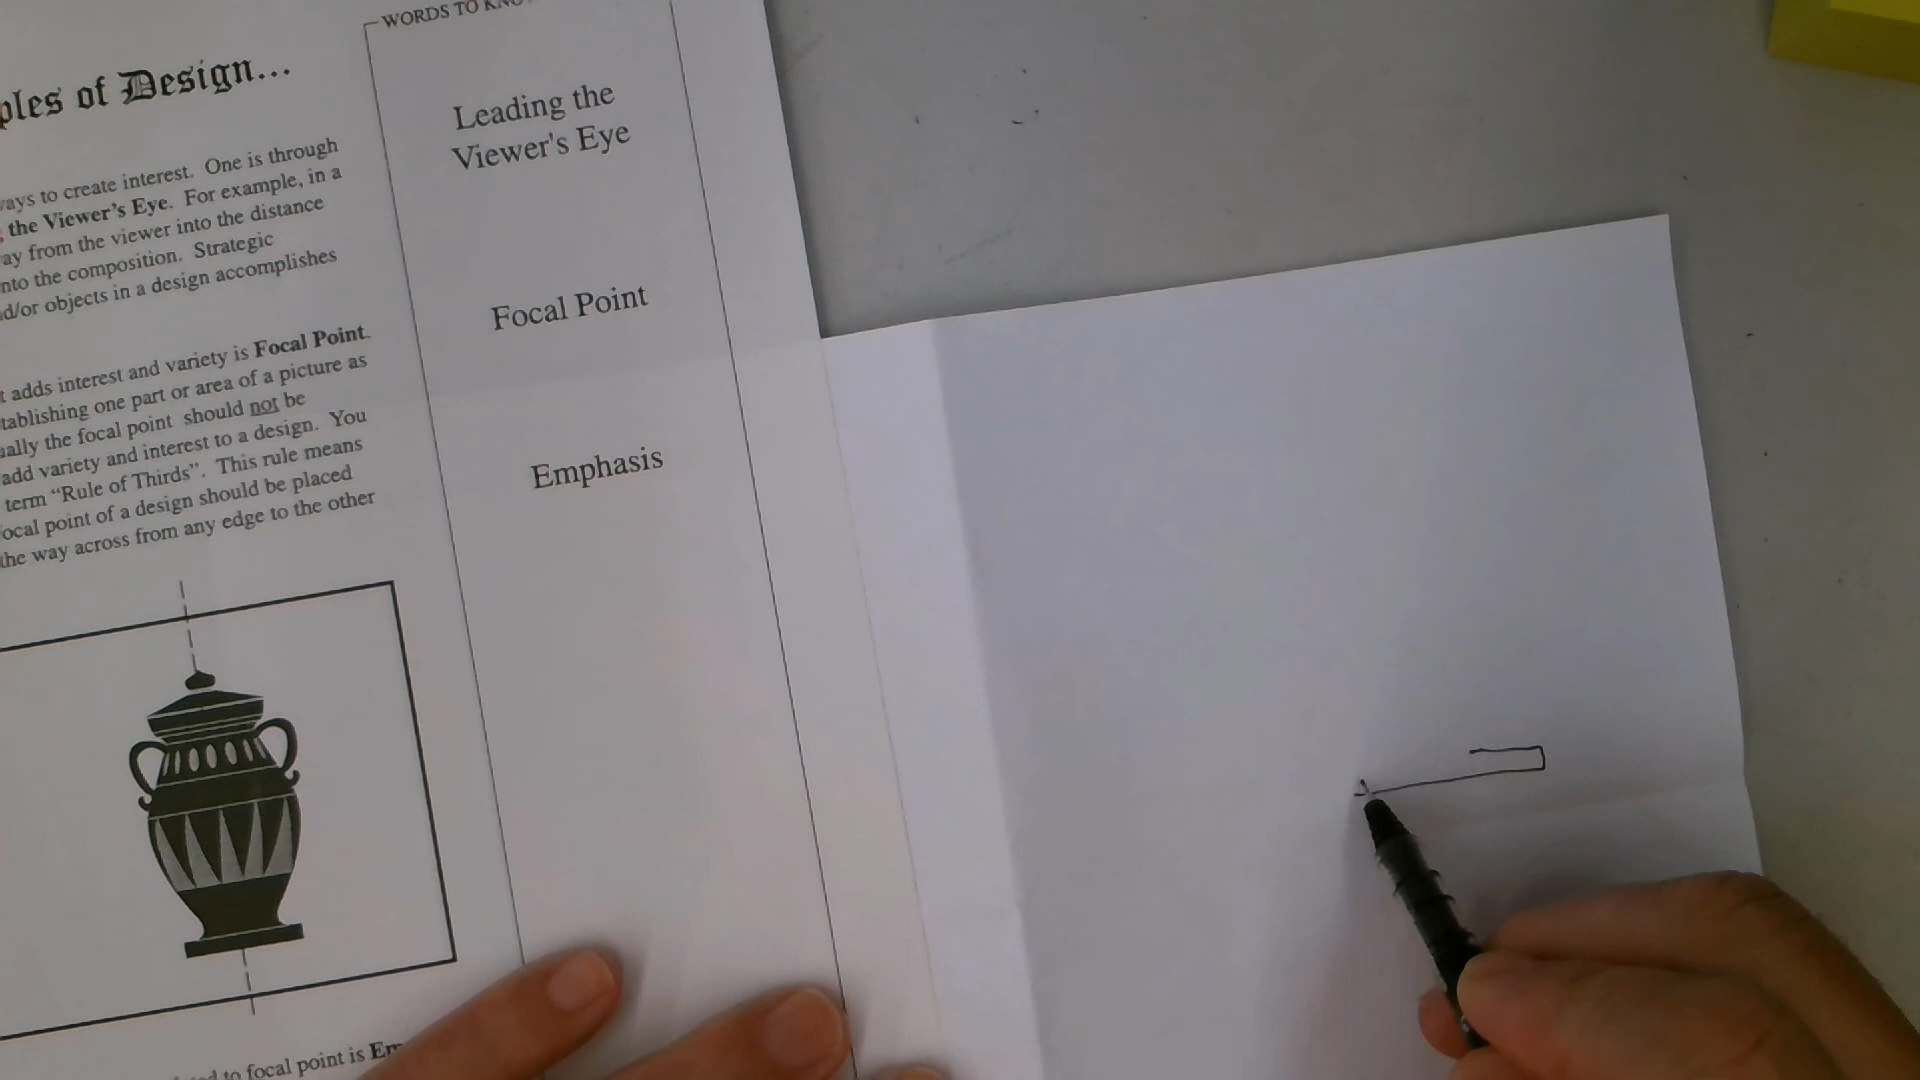 WORDS TO
ples of Design...
ways to create interest. One is through
the Viewer's Eye. For example, in a
ay from the viewer into the distance
nto the composition. Strategic
d/or objects in a design accomplishes
t adds interest and variety is Focal Point.
tablishing one part or area of a picture as
ually the focal point should not be
add variety and interest to a design. You
term "Rule of Thirds". This rule means
ocal point of a design should be placed
the way across from any edge to the other
to focal point is Em
Leading the
Viewer's Eye
Focal Point
Emphasis